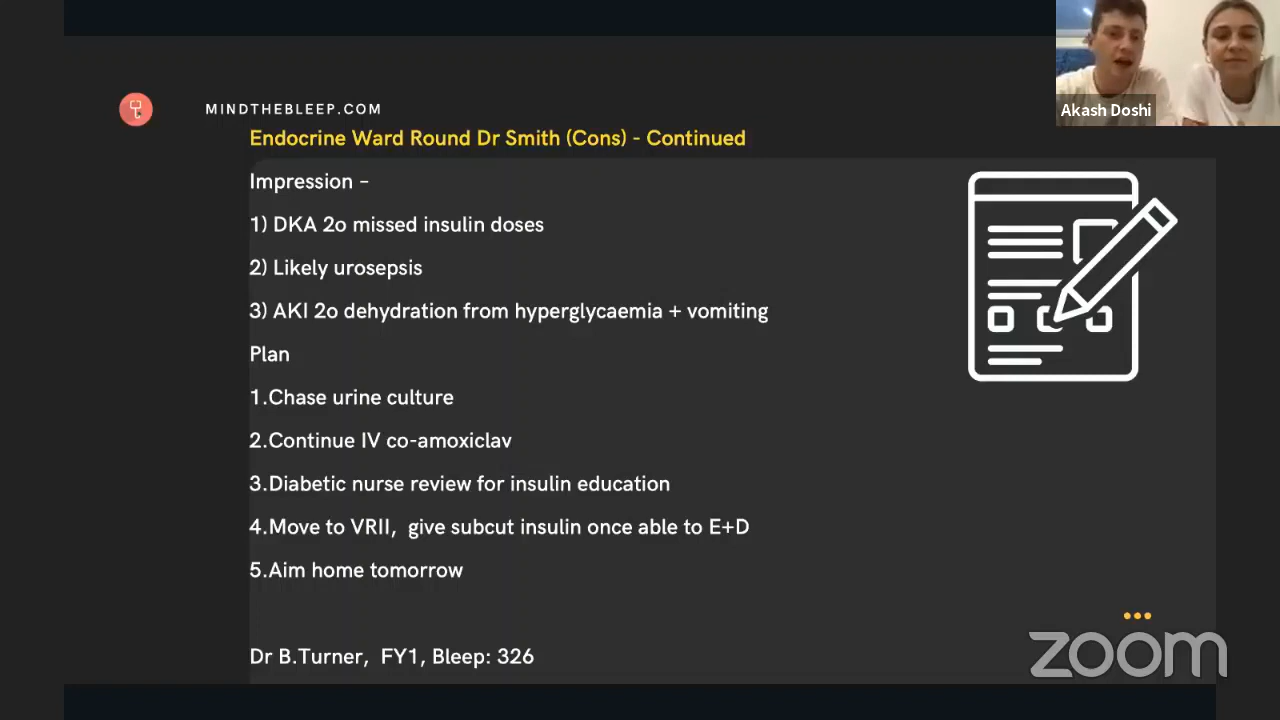 MINDTHEBLEEP.COM
Akash Doshi
Endocrine Ward Round Dr Smith (Cons) - Continued
Impression –
1) DKA 2o missed insulin doses
2) Likely urosepsis
3) AKI 2o dehydration from hyperglycaemia + vomiting
Plan
1.Chase urine culture
2.Continue IV co-amoxiclav
3.Diabetic nurse review for insulin education
4.Move to VRII, give subcut insulin once able to E+D
5.Aim home tomorrow
Dr B.Turner, FY1, Bleep: 326
zoom